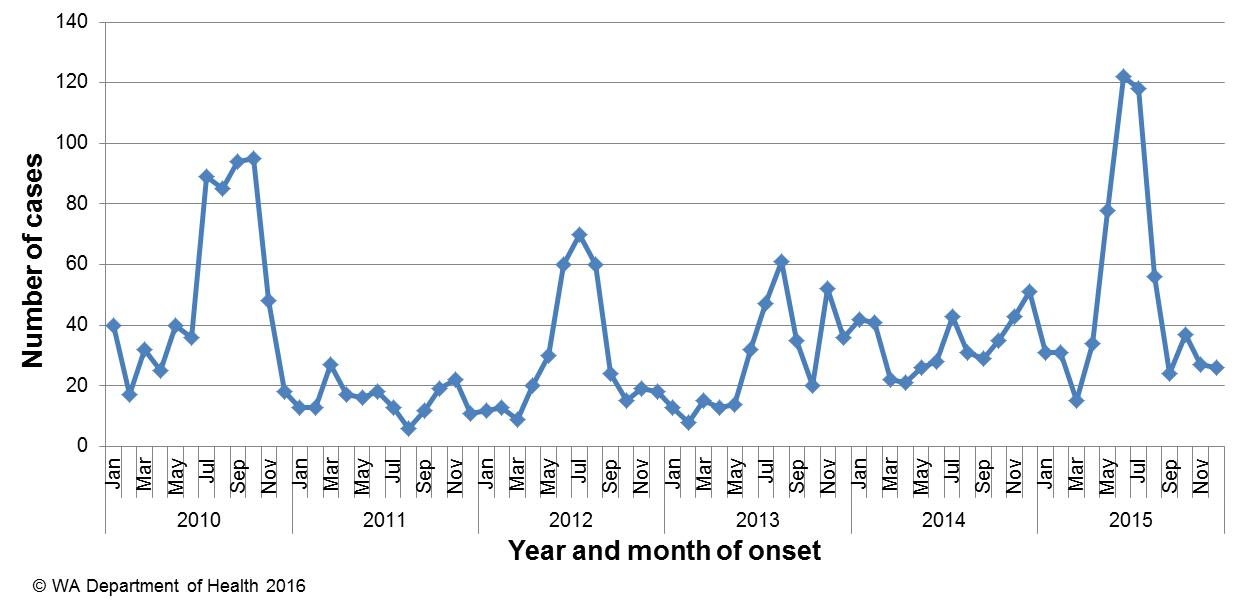 Number of cases
140
120
100
80
60
40
20
0
Jan Mar May Jul Sep Nov Jan Mar May Jul Sep Nov Jan Mar May Jul Sep Nov Jan Mar May Jul Sep Nov Jan Mar May Jul Sep Nov Jan Mar May Jul Sep Nov
2010 2011 2012 2013 2014 2015
Year and month of onset
© WA Department of Health 2016